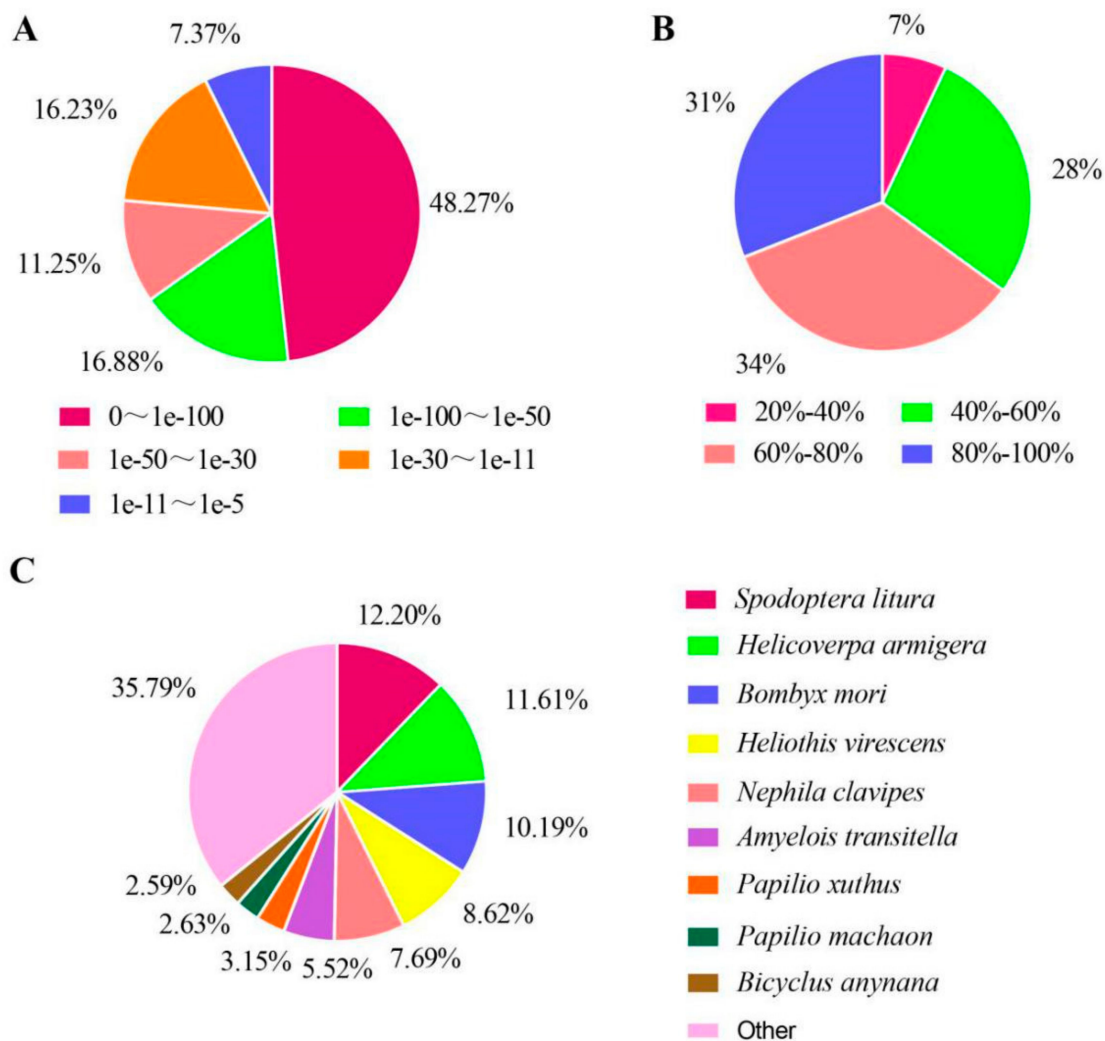 A
7.37%
16.23%
48.27%
11.25%
16.88%
0～1e-100
1e-100～1e-50
1e-50～1e-30
1e-30～1e-11
1e-11～1e-5
B
7%
31%
28%
34%
20%-40%
40%-60%
60%-80%
80%-100%
C
12.20%
35.79%
11.61%
10.19%
2.59%
8.62%
2.63%
7.69%
3.15%
5.52%
Spodoptera litura
Helicoverpa armigera
Bombyx mori
Heliothis virescens
Nephila clavipes
Amyelois transitella
Papilio xuthus
Papilio machaon
Bicyclus anynana
Other